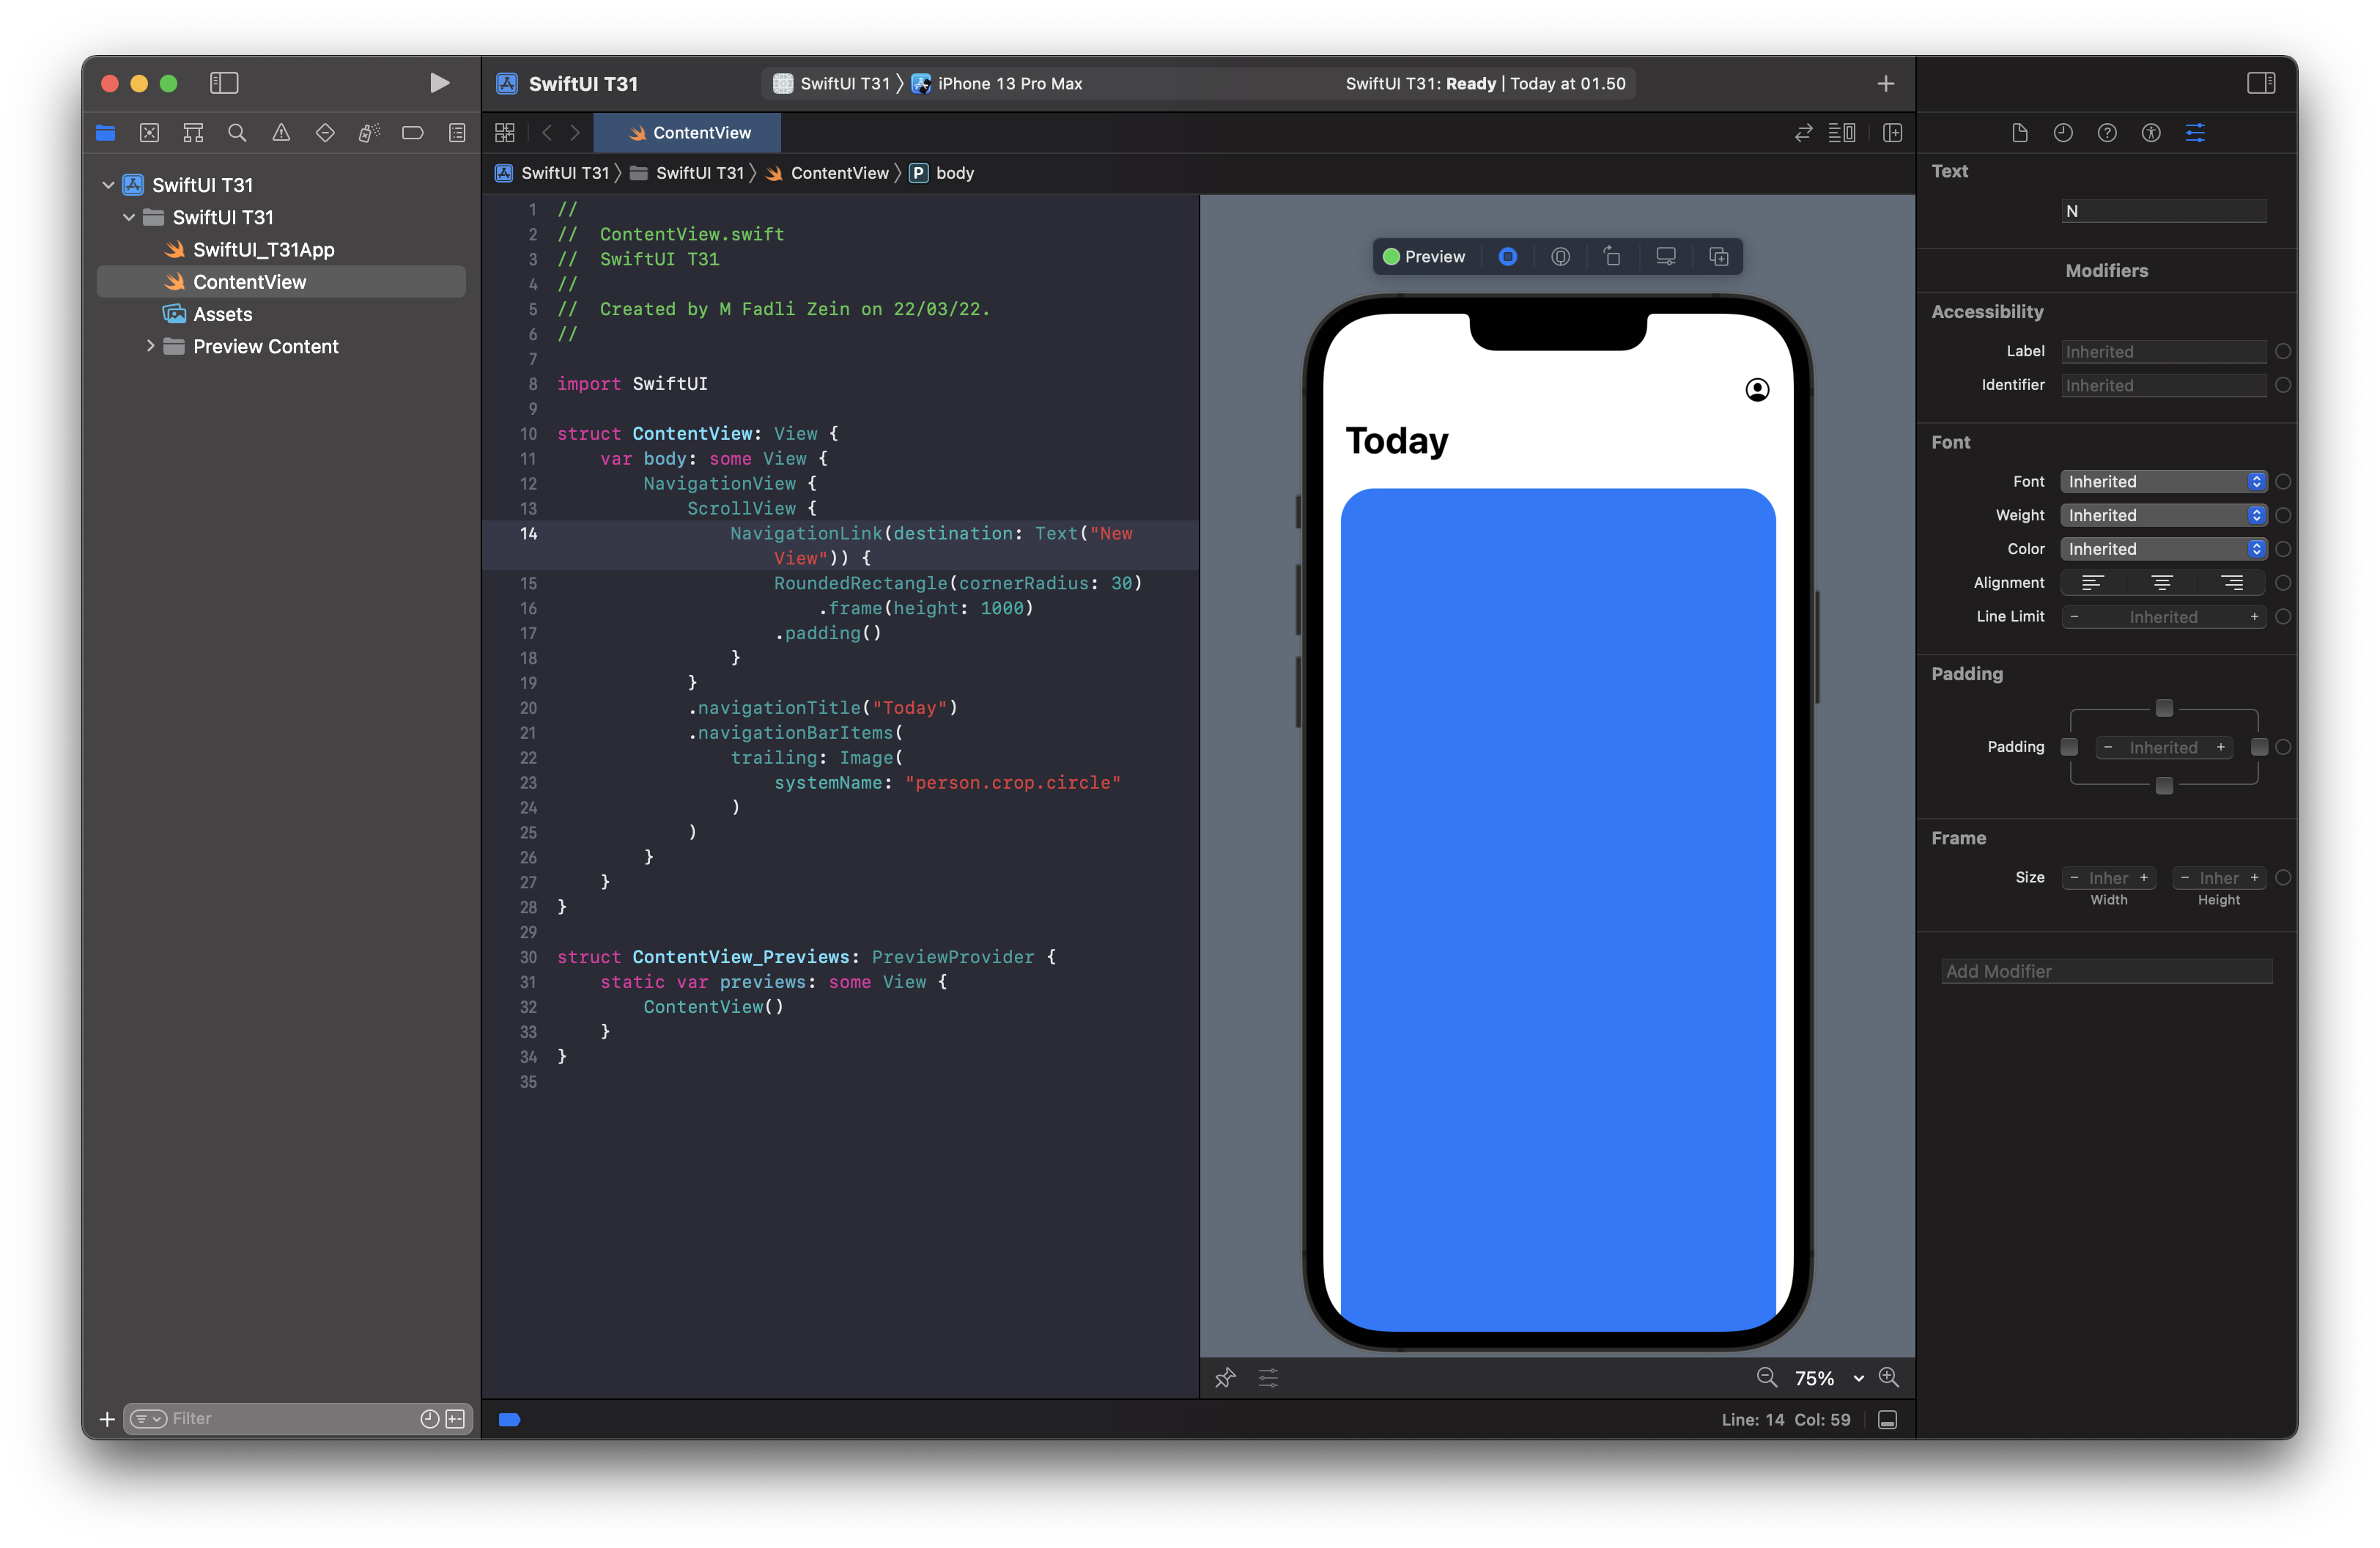 SwiftUI T31
SwiftUI T31 〉 iPhone 13 Pro Max
SwiftUI T31: Ready | Today at 01.50
SwiftUI T31
SwiftUI T31
SwiftUI_T31App
ContentView
Assets
Preview Content
Filter
ContentView
SwiftUI T31 〉 SwiftUI T31 〉 ContentView 〉 P body
1 //
2 //  ContentView.swift
3 //  SwiftUI T31
4 //
5 //  Created by M Fadli Zein on 22/03/22.
6 //
7
8 import SwiftUI
9
10 struct ContentView: View {
11     var body: some View {
12         NavigationView {
13             ScrollView {
14                 NavigationLink(destination: Text("New
View")) {
15                     RoundedRectangle(cornerRadius: 30)
16                         .frame(height: 1000)
17                     .padding()
18                 }
19             }
20             .navigationTitle("Today")
21             .navigationBarItems(
22                 trailing: Image(
23                     systemName: "person.crop.circle"
24                 )
25             )
26         }
27     }
28 }
29
30 struct ContentView_Previews: PreviewProvider {
31     static var previews: some View {
32         ContentView()
33     }
34 }
35
Preview
Today
75%
Line: 14 Col: 59
Text
N
Modifiers
Accessibility
Label Inherited
Identifier Inherited
Font
Font Inherited
Weight Inherited
Color Inherited
Alignment
Line Limit − Inherited +
Padding
Padding − Inherited +
Frame
Size − Inher + − Inher +
Width Height
Add Modifier